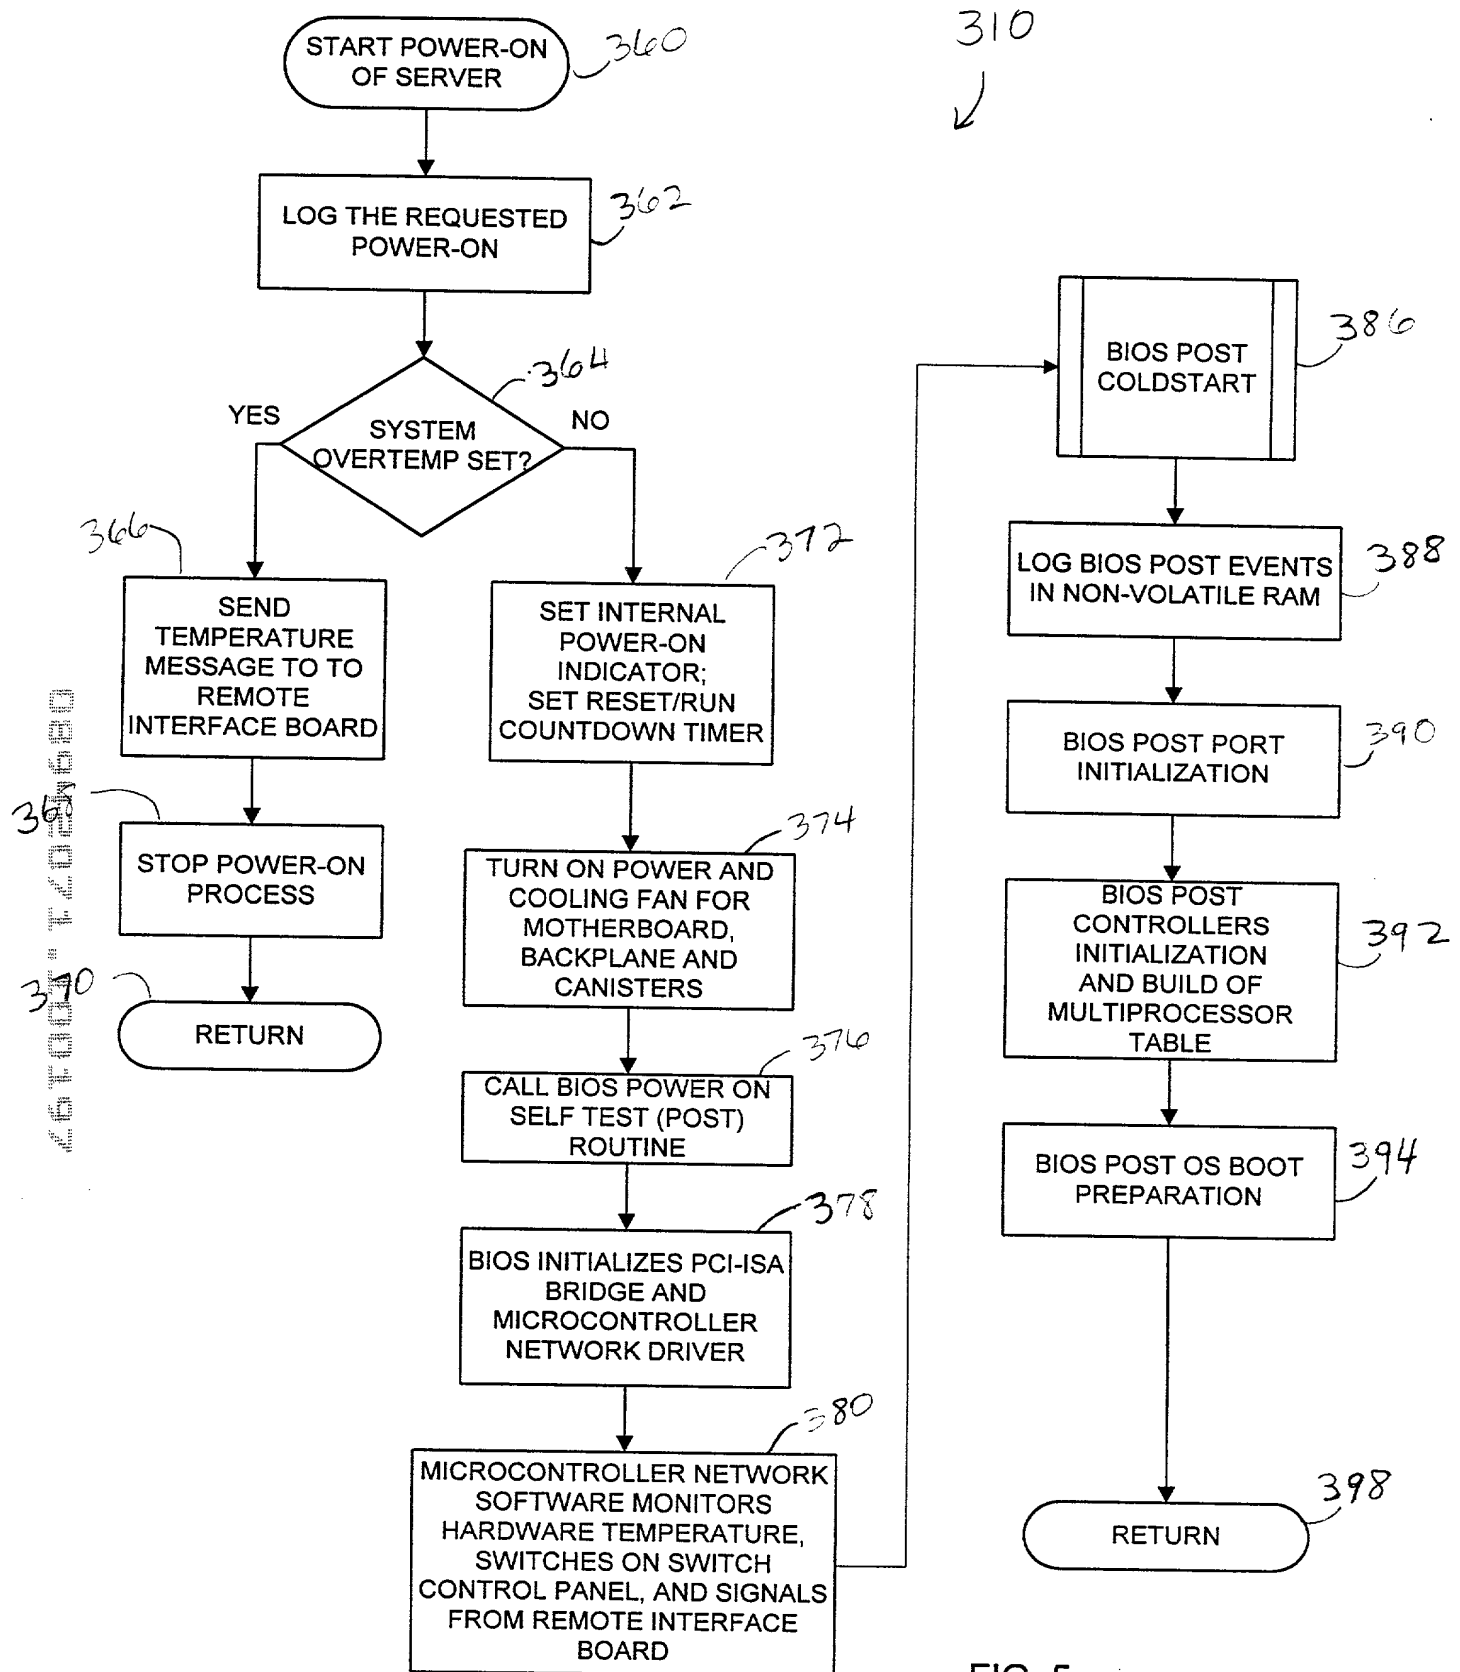 310
START POWER-ON
OF SERVER
360
LOG THE REQUESTED
POWER-ON
362
364
YES
NO
SYSTEM
OVERTEMP SET?
366
SEND
TEMPERATURE
MESSAGE TO TO
REMOTE
INTERFACE BOARD
368
STOP POWER-ON
PROCESS
370
RETURN
372
SET INTERNAL
POWER-ON
INDICATOR;
SET RESET/RUN
COUNTDOWN TIMER
374
TURN ON POWER AND
COOLING FAN FOR
MOTHERBOARD,
BACKPLANE AND
CANISTERS
376
CALL BIOS POWER ON
SELF TEST (POST)
ROUTINE
378
BIOS INITIALIZES PCI-ISA
BRIDGE AND
MICROCONTROLLER
NETWORK DRIVER
380
MICROCONTROLLER NETWORK
SOFTWARE MONITORS
HARDWARE TEMPERATURE,
SWITCHES ON SWITCH
CONTROL PANEL, AND SIGNALS
FROM REMOTE INTERFACE
BOARD
386
BIOS POST
COLDSTART
LOG BIOS POST EVENTS
IN NON-VOLATILE RAM
388
BIOS POST PORT
INITIALIZATION
390
BIOS POST
CONTROLLERS
INITIALIZATION
AND BUILD OF
MULTIPROCESSOR
TABLE
392
BIOS POST OS BOOT
PREPARATION
394
398
RETURN